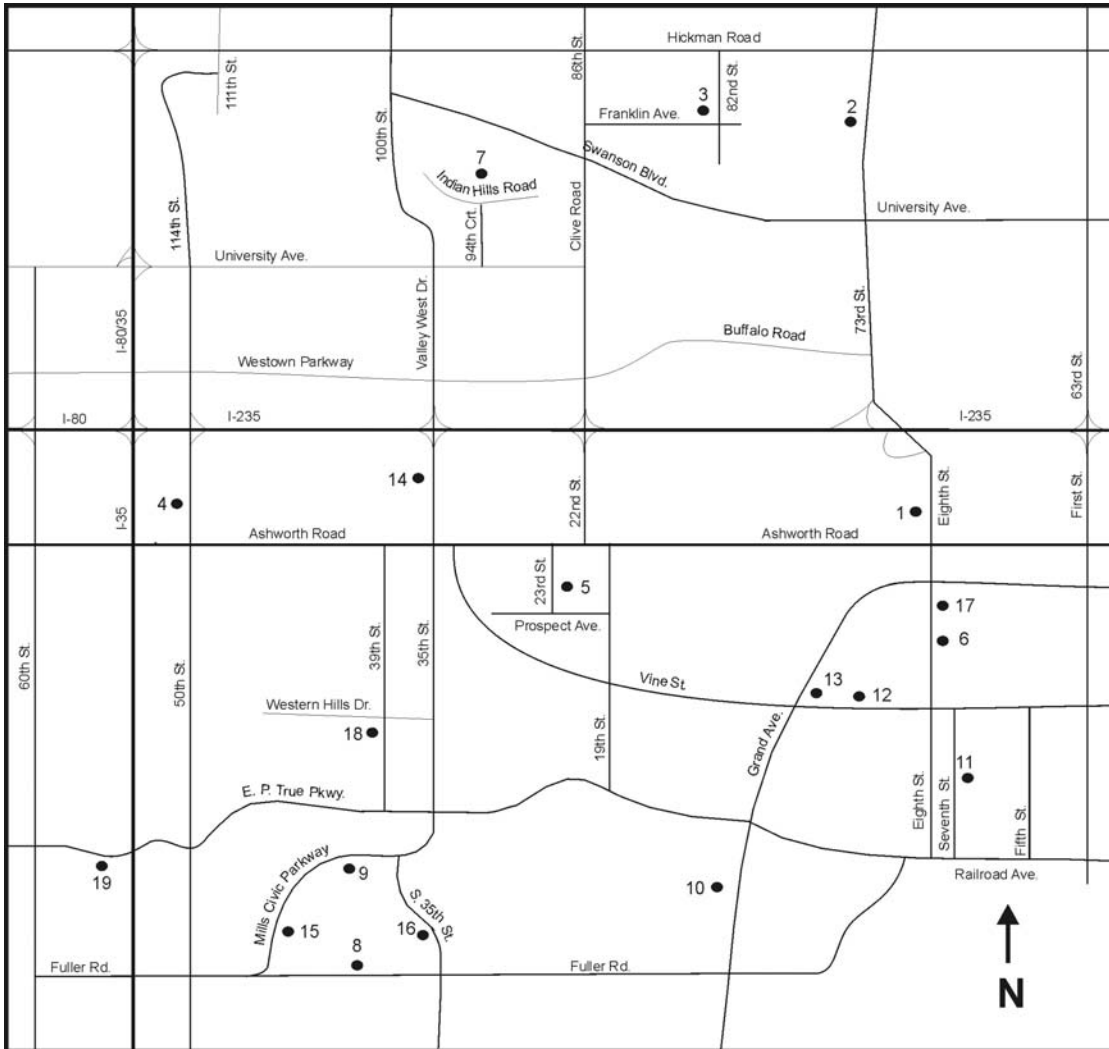 Hickman Road
86th St.
3
82nd St.
111th St.
Franklin Ave.
2
100th St.
7
Swanson Blvd.
Indian Hills Road
114th St.
94th Crt.
Clive Road
University Ave.
University Ave.
I-80/35
Valley West Dr.
73rd St.
Buffalo Road
Westown Parkway
63rd St.
I-80
I-235
I-235
14
4
I-35
22nd St.
1
Eighth St.
First St.
Ashworth Road
Ashworth Road
23rd St.
5
17
Prospect Ave.
6
60th St.
50th St.
39th St.
35th St.
Vine St.
13
12
Western Hills Dr.
18
19th St.
Grand Ave.
11
E. P. True Pkwy.
Eighth St.
Seventh St.
Fifth St.
19
Mills Civic Parkway
9
10
Railroad Ave.
S. 35th St.
15
16
8
Fuller Rd.
Fuller Rd.
N